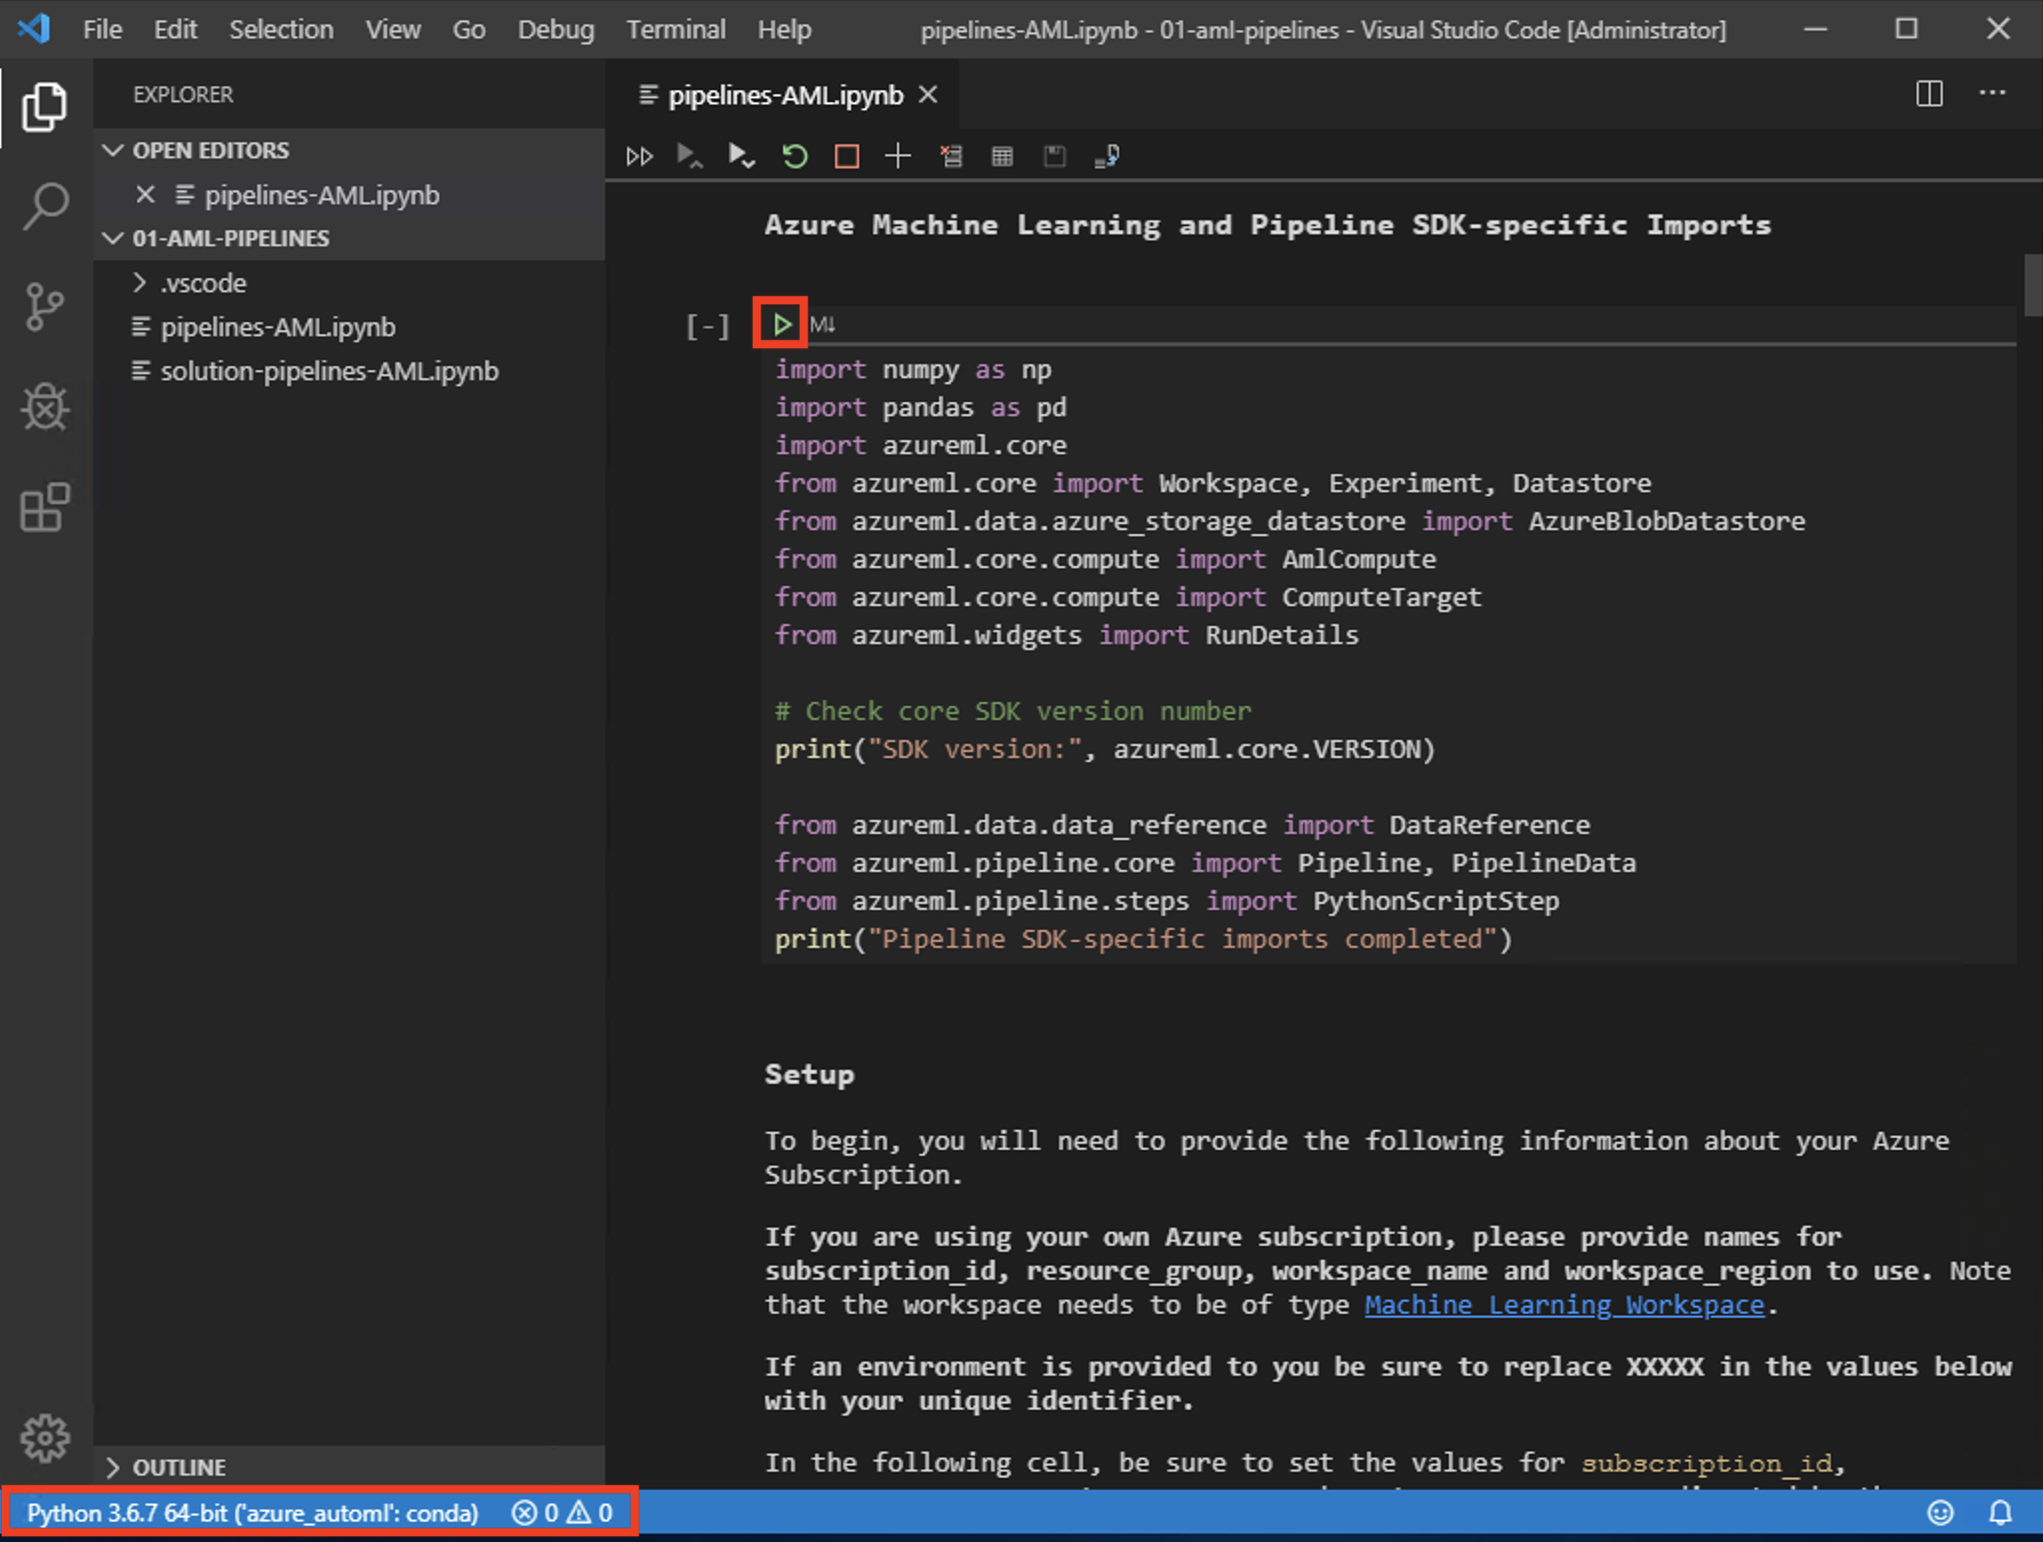 File Edit Selection View Go Debug Terminal Help pipelines-AML.ipynb - 01-aml-pipelines - Visual Studio Code [Administrator]
EXPLORER
OPEN EDITORS
pipelines-AML.ipynb
01-AML-PIPELINES
.vscode
pipelines-AML.ipynb
solution-pipelines-AML.ipynb
OUTLINE
pipelines-AML.ipynb
Azure Machine Learning and Pipeline SDK-specific Imports
[-] M↓
import numpy as np
import pandas as pd
import azureml.core
from azureml.core import Workspace, Experiment, Datastore
from azureml.data.azure_storage_datastore import AzureBlobDatastore
from azureml.core.compute import AmlCompute
from azureml.core.compute import ComputeTarget
from azureml.widgets import RunDetails
# Check core SDK version number
print("SDK version:", azureml.core.VERSION)
from azureml.data.data_reference import DataReference
from azureml.pipeline.core import Pipeline, PipelineData
from azureml.pipeline.steps import PythonScriptStep
print("Pipeline SDK-specific imports completed")
Setup
To begin, you will need to provide the following information about your Azure
Subscription.
If you are using your own Azure subscription, please provide names for
subscription_id, resource_group, workspace_name and workspace_region to use. Note
that the workspace needs to be of type Machine Learning Workspace.
If an environment is provided to you be sure to replace XXXXX in the values below
with your unique identifier.
In the following cell, be sure to set the values for subscription_id,
Python 3.6.7 64-bit ('azure_automl': conda) 0 0